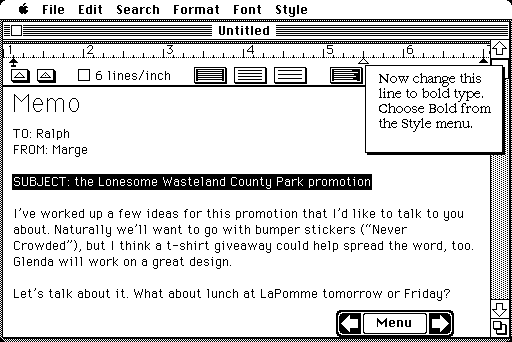 File Edit Search Format Font Style
Untitled
1 2 3 4 5 6
6 lines/inch
Now change this
line to bold type.
Choose Bold from
the Style menu.
Memo
TO: Ralph
FROM: Marge
SUBJECT: the Lonesome Wasteland County Park promotion
I've worked up a few ideas for this promotion that I'd like to talk to you
about. Naturally we'll want to go with bumper stickers (“Never
Crowded”), but I think a t-shirt giveaway could help spread the word, too.
Glenda will work on a great design.
Let's talk about it. What about lunch at LaPomme tomorrow or Friday?
Menu